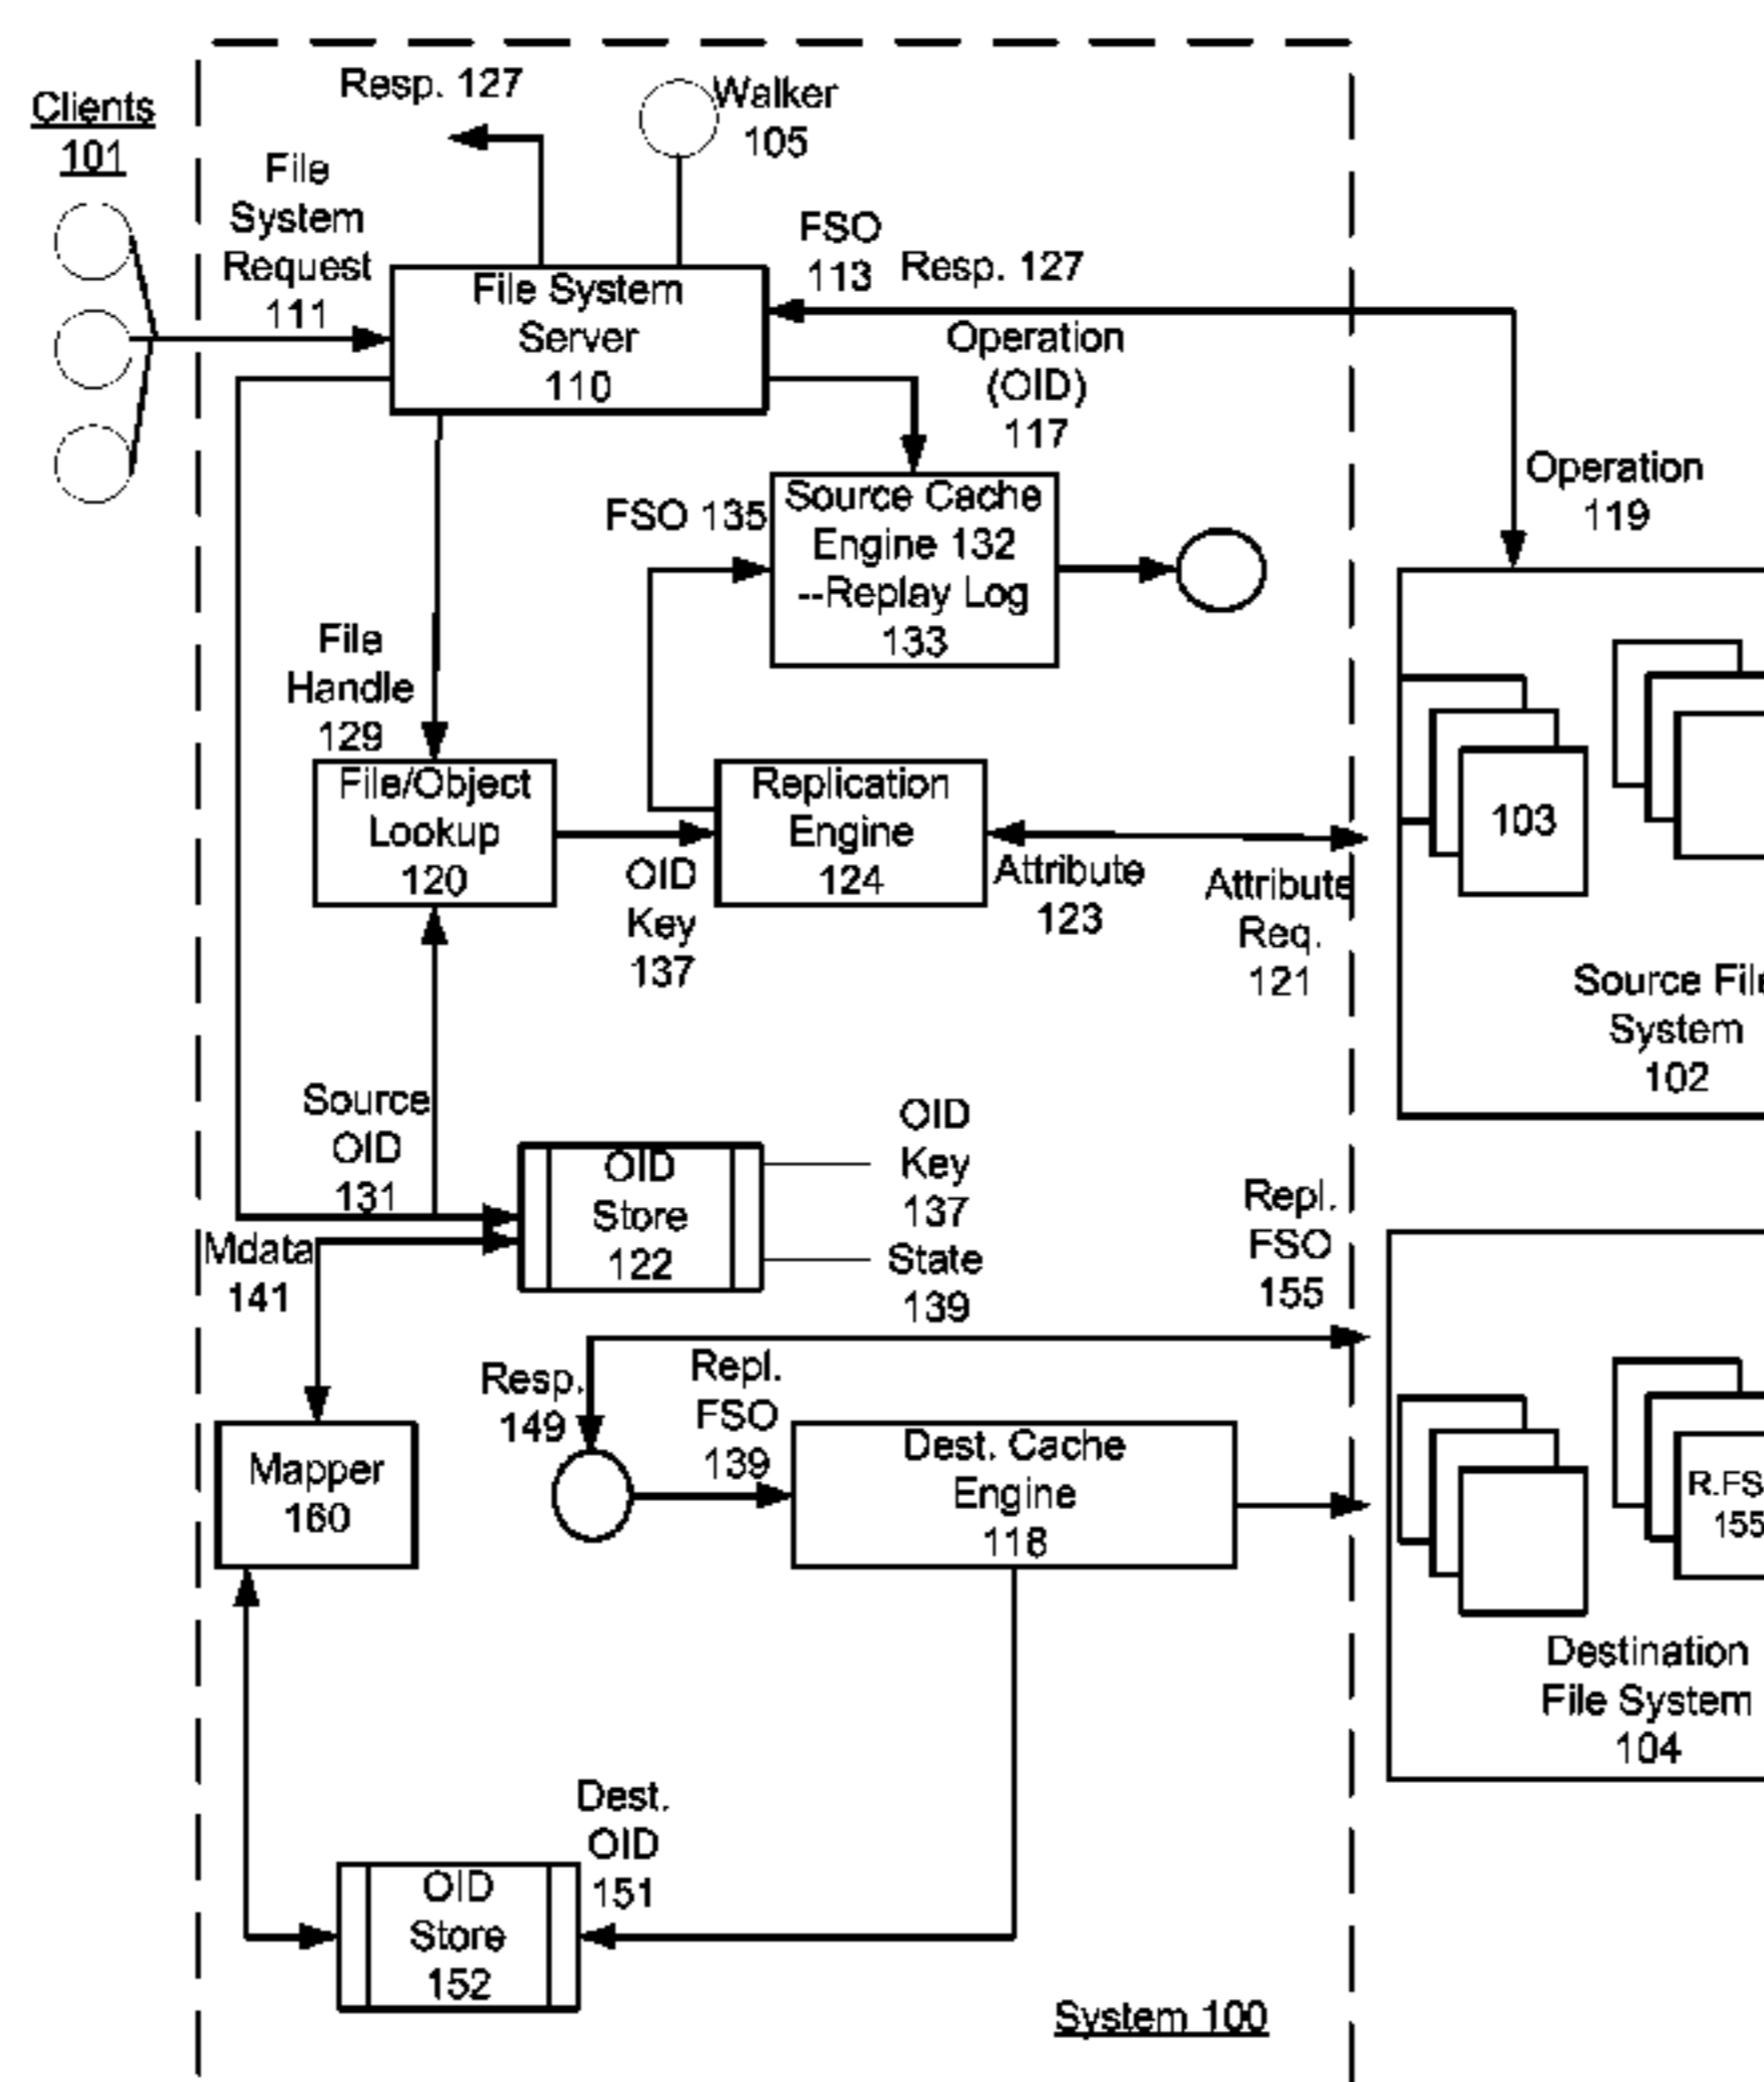 Clients
101
Resp. 127
Walker
105
File
System
Request
111
File System
Server
110
FSO
113
Resp. 127
Operation
(OID)
117
Operation
119
FSO 135
Source Cache
Engine 132
--Replay Log
133
File
Handle
129
File/Object
Lookup
120
OID
Key
137
Replication
Engine
124
Attribute
123
Attribute
Req.
121
103
Source File
System
102
Source
OID
131
OID
Store
122
OID
Key
137
State
139
Mdata
141
Repl.
FSO
155
Mapper
160
Resp.
149
Repl.
FSO
139
Dest. Cache
Engine
118
R.FS
155
Destination
File System
104
Dest.
OID
151
OID
Store
152
System 100